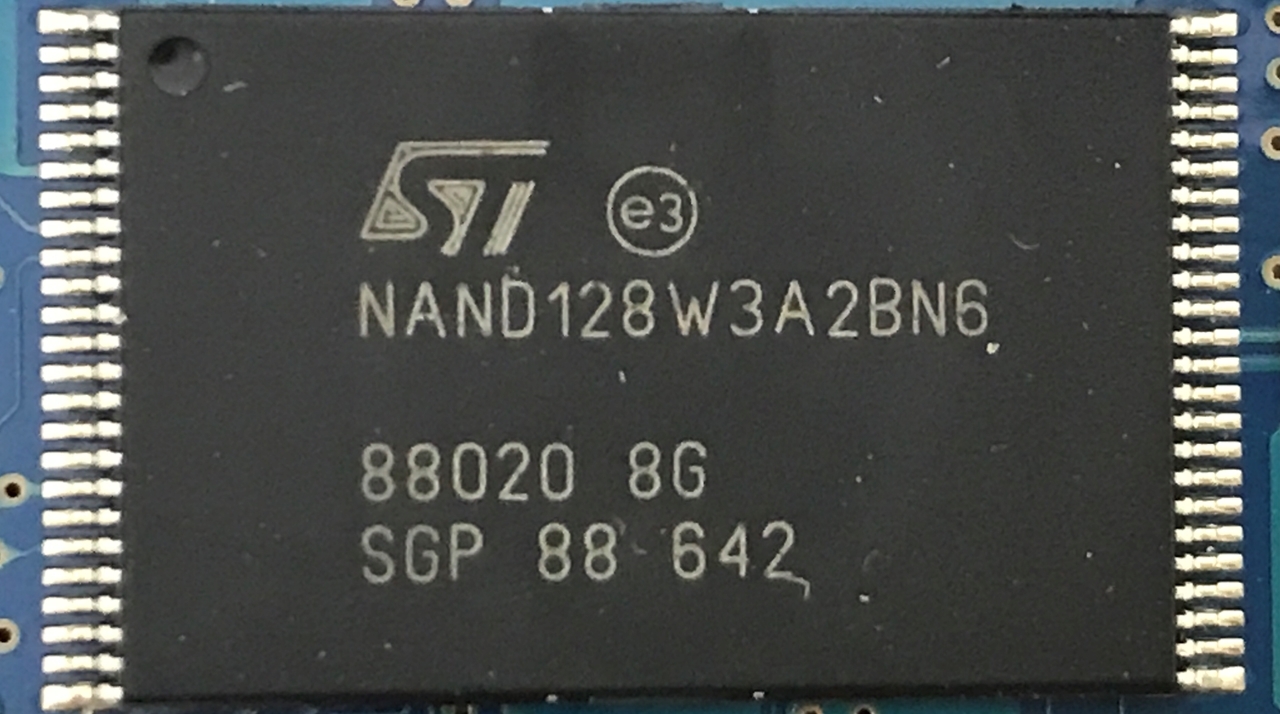 ST e3
NAND128W3A2BN6
88020 8G
SGP 88 642